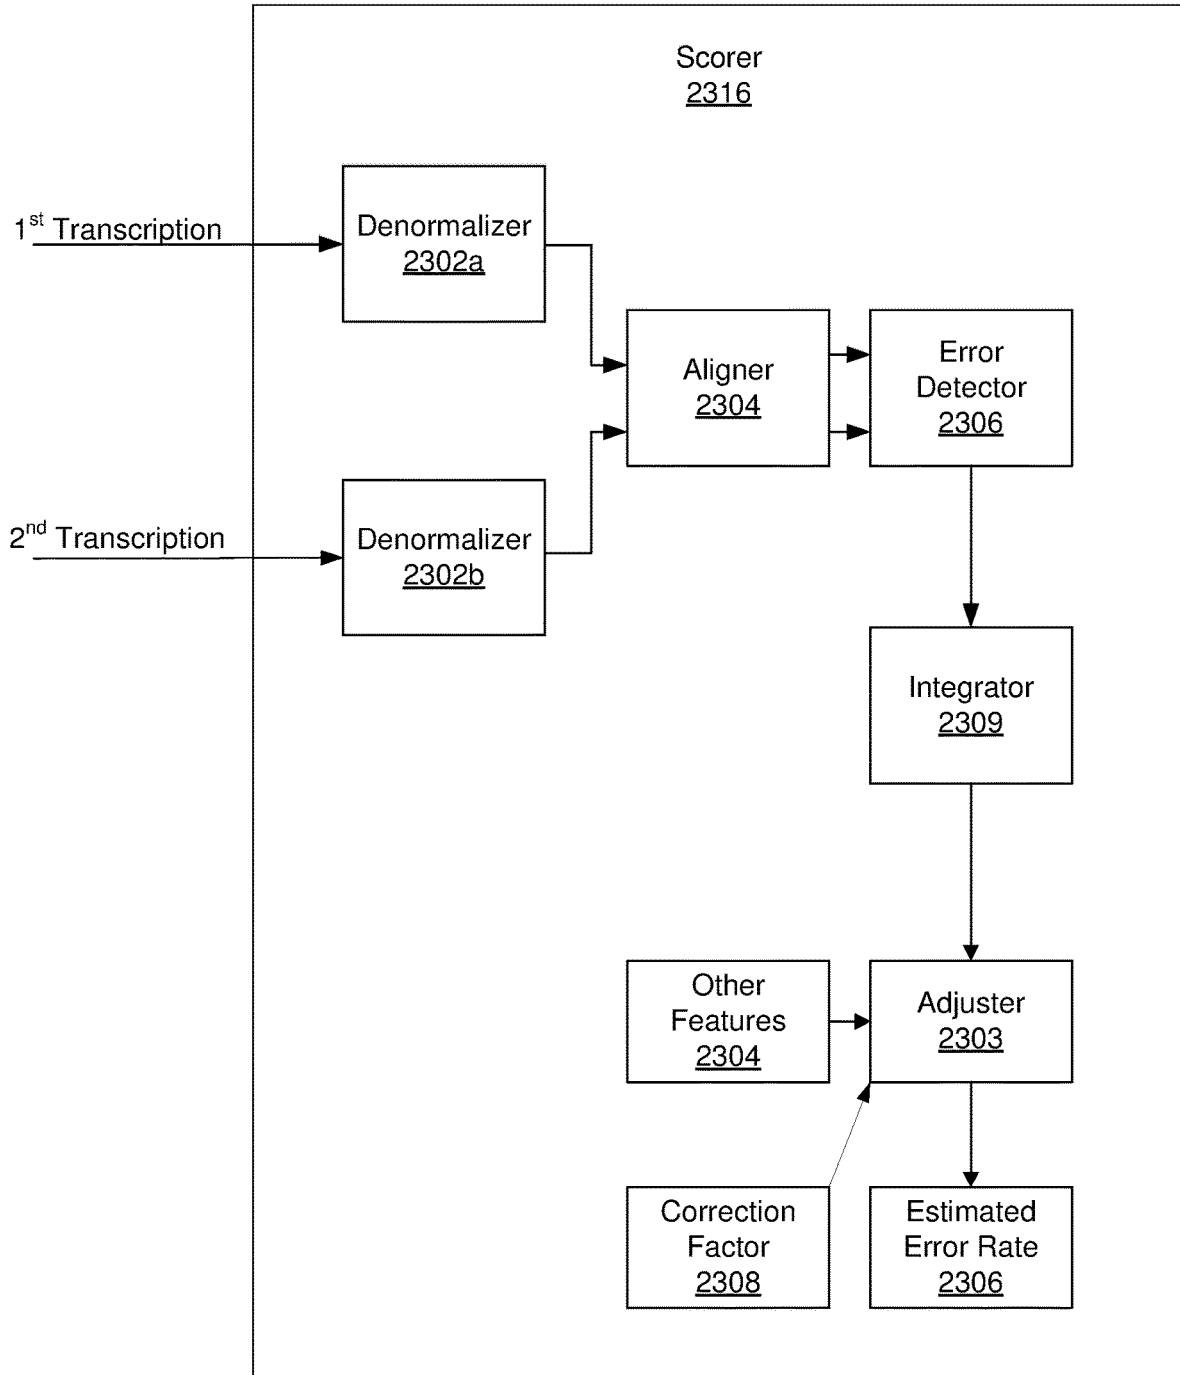 Scorer
2316
1st Transcription
Denormalizer
2302a
Aligner
2304
Error
Detector
2306
2nd Transcription
Denormalizer
2302b
Integrator
2309
Other
Features
2304
Adjuster
2303
Correction
Factor
2308
Estimated
Error Rate
2306